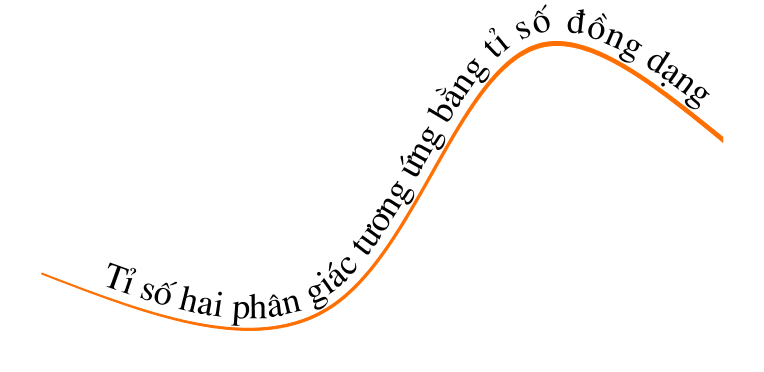 Tỉ số hai phân giác tương ứng bằng tỉ số đồng dạng